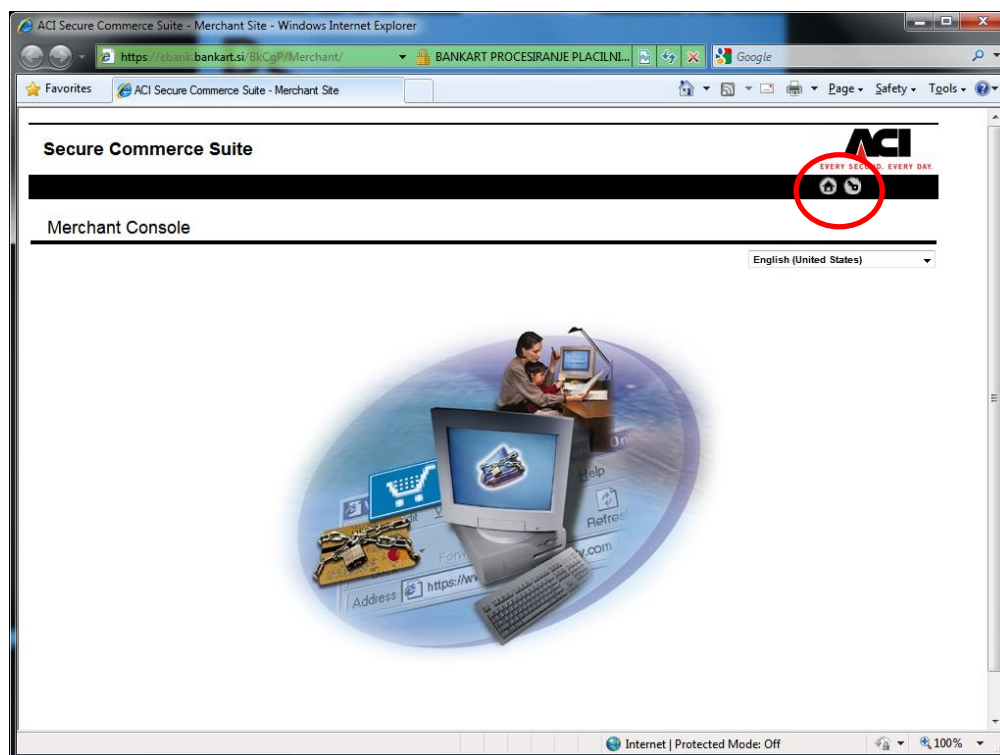 ACI Secure Commerce Suite - Merchant Site - Windows Internet Explorer
https://ebank.bankart.si/BkCgP/Merchant/
BANKART PROCESIRANJE PLACILNI...
Google
Favorites
ACI Secure Commerce Suite - Merchant Site
Page
Safety
Tools
Secure Commerce Suite
ACI
EVERY SECOND. EVERY DAY.
Merchant Console
English (United States)
Help
Refres
Address
https://w
y.com
Internet | Protected Mode: Off
100%